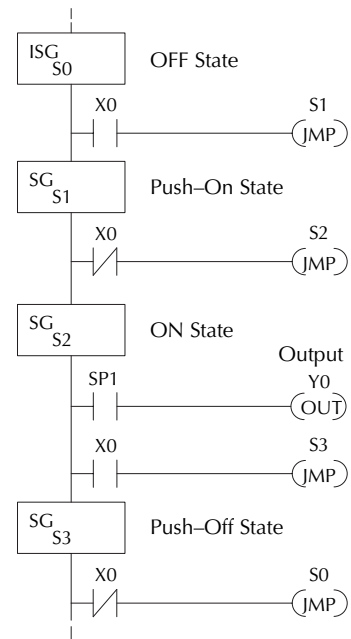 ISG
S0
OFF State
X0
S1
JMP
SG
S1
Push–On State
X0
S2
JMP
SG
S2
ON State
Output
SP1
Y0
OUT
X0
S3
JMP
SG
S3
Push–Off State
X0
S0
JMP